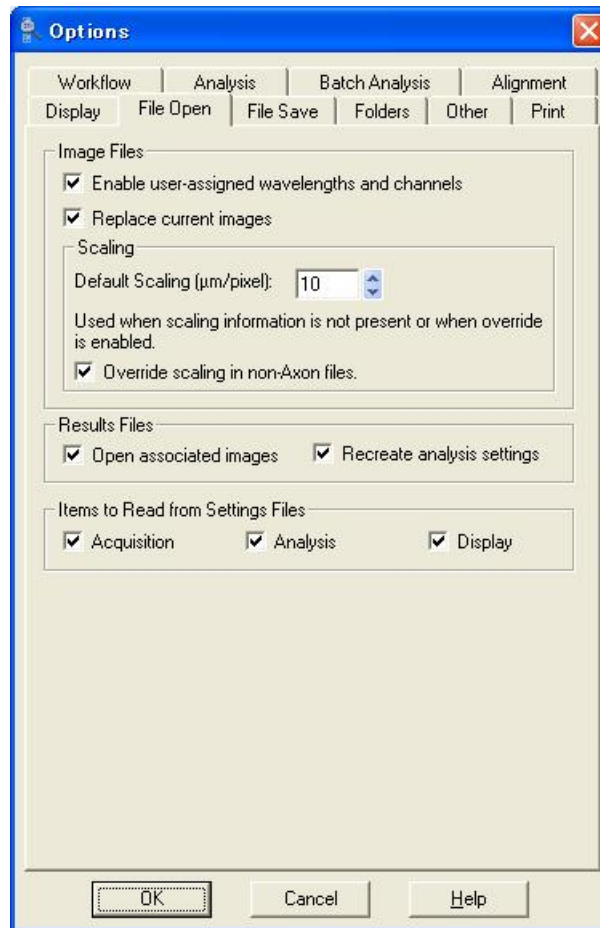 Options
Workflow Analysis Batch Analysis Alignment
Display File Open File Save Folders Other Print
Image Files
Enable user-assigned wavelengths and channels
Replace current images
Scaling
Default Scaling (µm/pixel): 10
Used when scaling information is not present or when override
is enabled.
Override scaling in non-Axon files.
Results Files
Open associated images Recreate analysis settings
Items to Read from Settings Files
Acquisition Analysis Display
OK Cancel Help